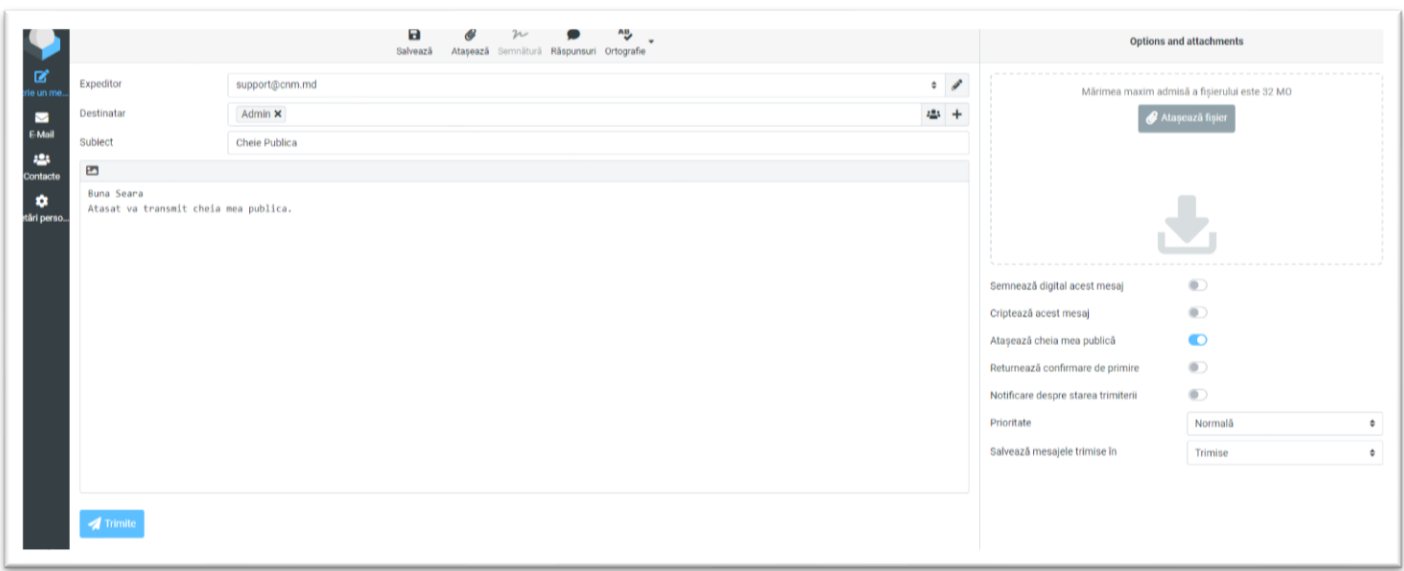 Salvează Atașează Semnătură Răspunsuri Ortografie
Options and attachments
rie un me...
E-Mail
Contacte
tări perso...
Expeditor support@cnm.md
Destinatar Admin
Subiect Cheie Publica
Buna Seara
Atasat va transmit cheia mea publica.
Trimite
Mărimea maxim admisă a fișierului este 32 MO
Atașează fișier
Semnează digital acest mesaj
Criptează acest mesaj
Atașează cheia mea publică
Returnează confirmare de primire
Notificare despre starea trimiterii
Prioritate Normală
Salvează mesajele trimise în Trimise